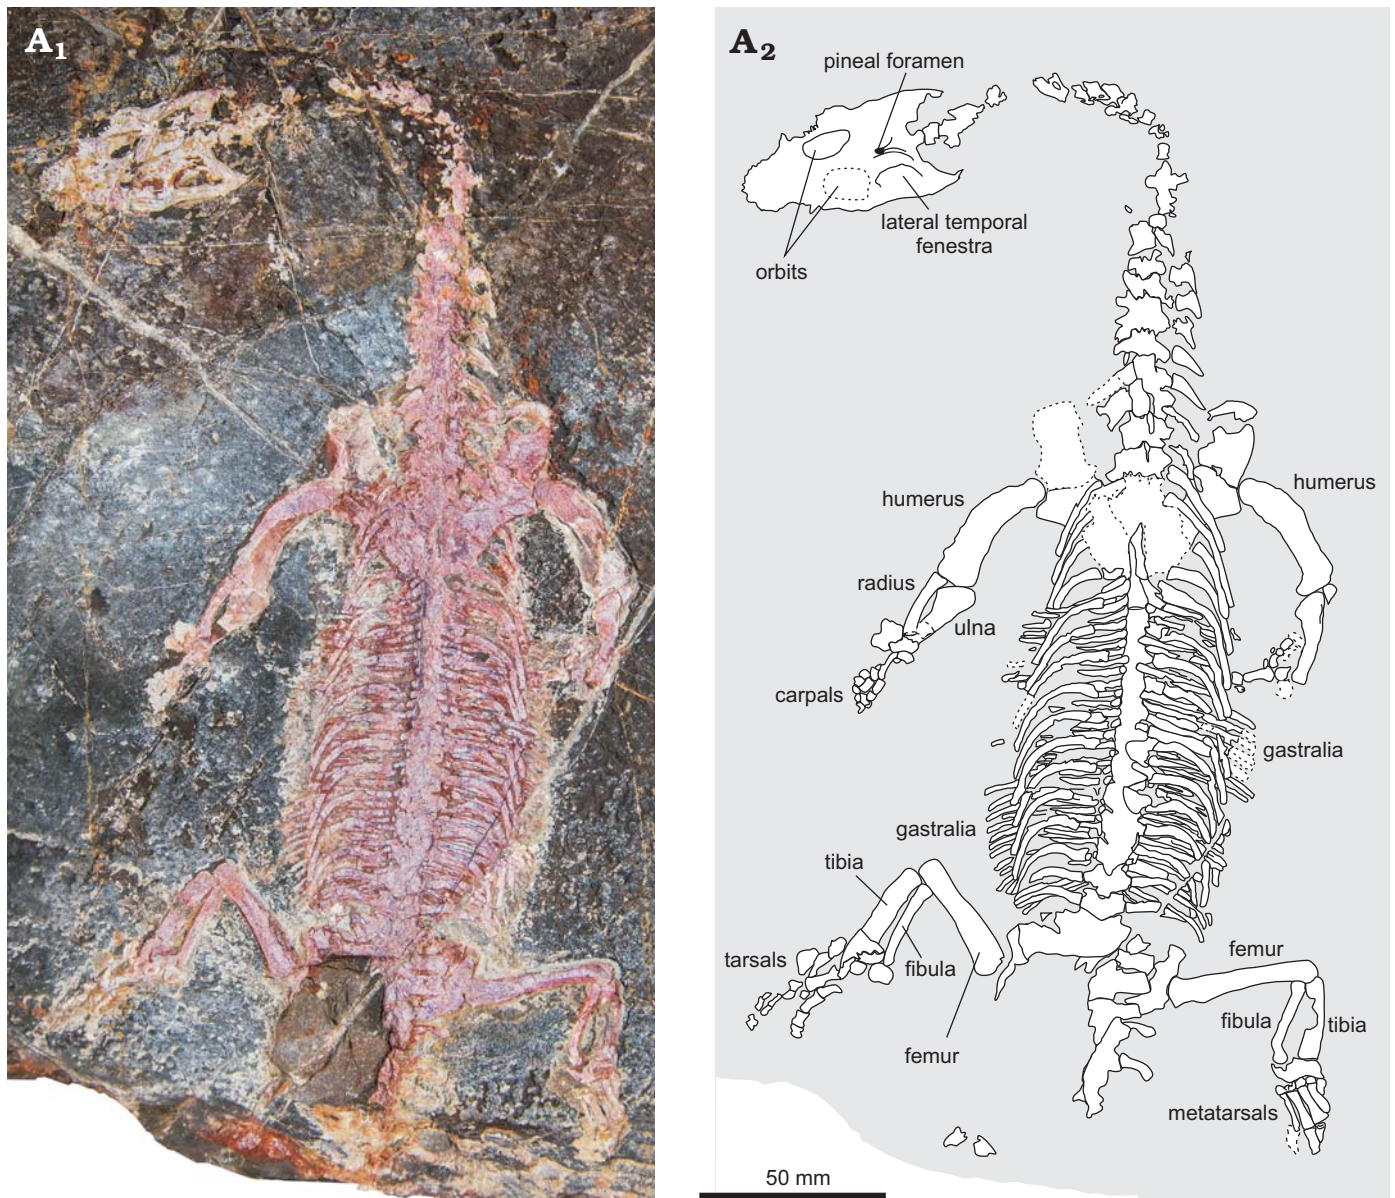 A1
A2
pineal foramen
lateral temporal
fenestra
orbits
humerus
humerus
radius
ulna
carpals
gastralia
gastralia
tibia
tarsals
fibula
femur
femur
fibula
tibia
metatarsals
50 mm